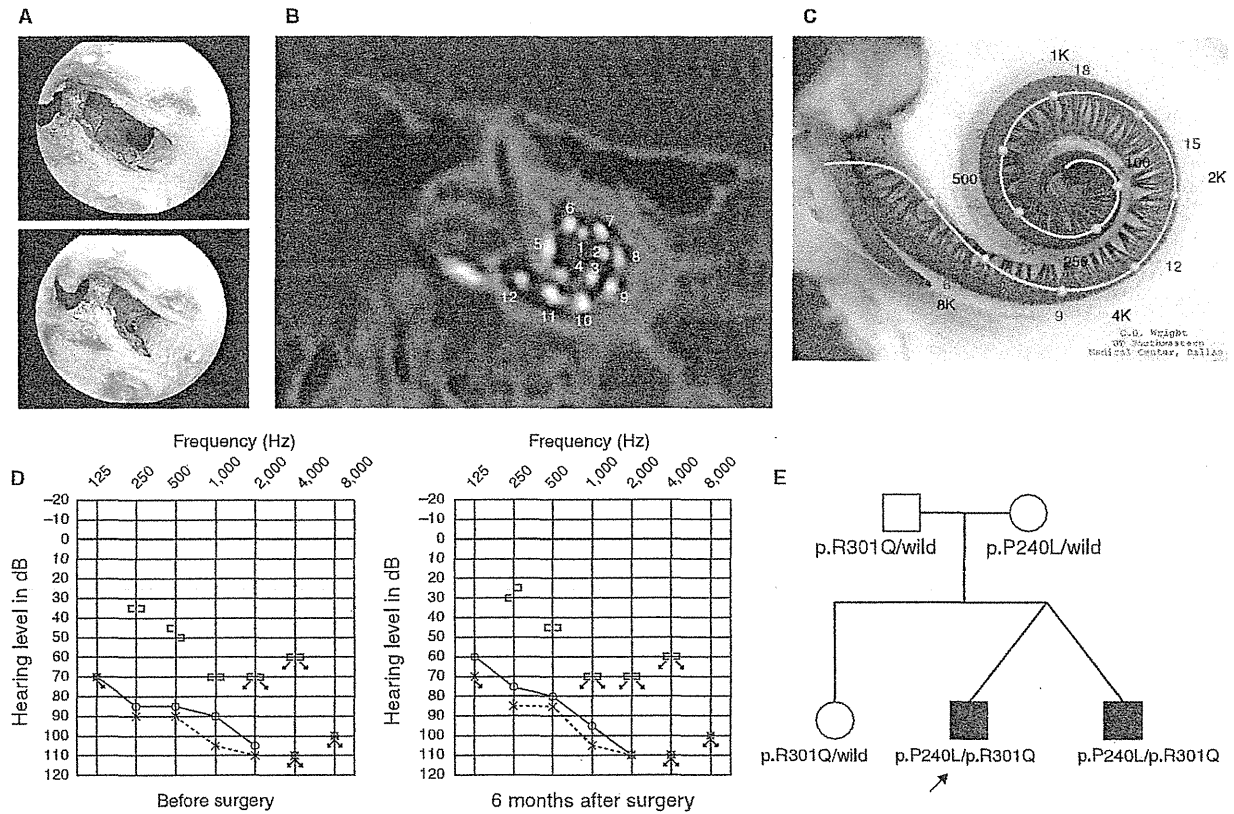 A
B
C
6
7
5
1
2
8
4
3
12
9
11
10
1K
18
15
100
2K
500
12
250
6
8K
9
4K
C.G. Wright
UT Southwestern
Medical Center, Dallas
D
Frequency (Hz)
125 250 500 1,000 2,000 4,000 8,000
Hearing level in dB
-20
-10
0
10
20
30
40
50
60
70
80
90
100
110
120
Before surgery
Frequency (Hz)
125 250 500 1,000 2,000 4,000 8,000
Hearing level in dB
-20
-10
0
10
20
30
40
50
60
70
80
90
100
110
120
6 months after surgery
E
p.R301Q/wild p.P240L/wild
p.R301Q/wild p.P240L/p.R301Q p.P240L/p.R301Q